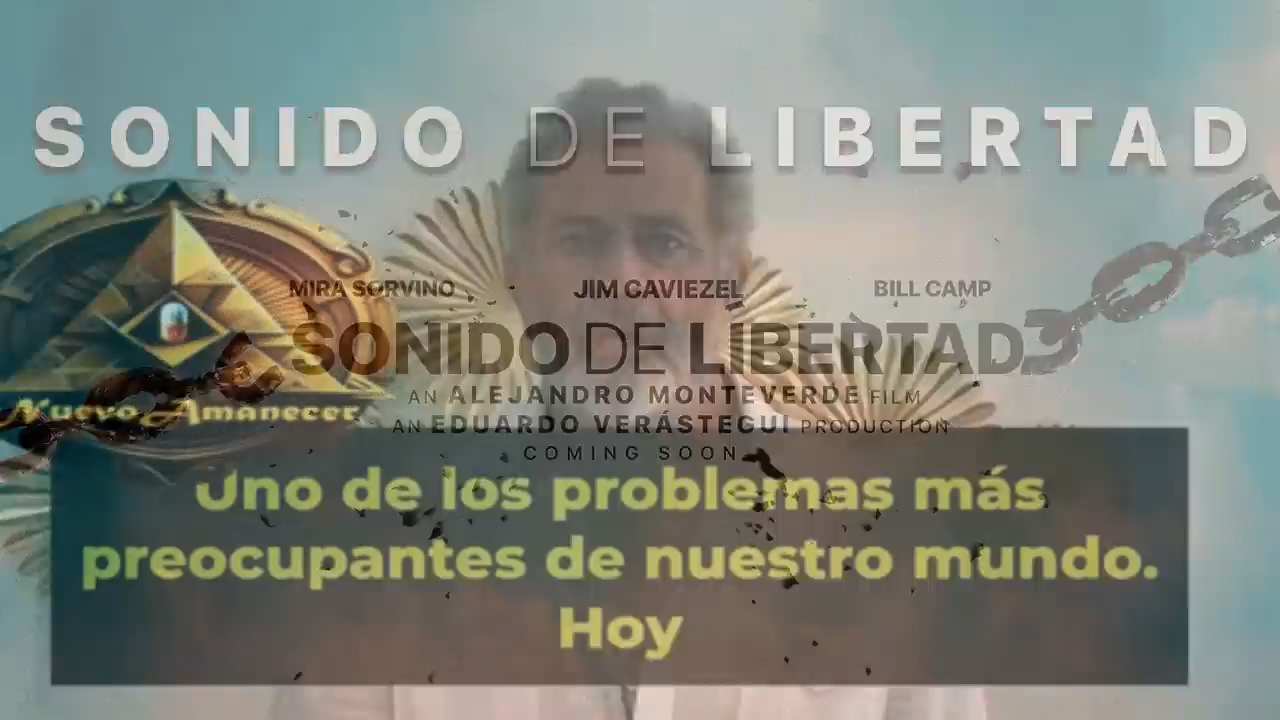 SONIDO DE LIBERTAD
MIRA SORVINO JIM CAVIEZEL BILL CAMP
SONIDO DE LIBERTAD
AN ALEJANDRO MONTEVERDE FILM
AN EDUARDO VERÁSTEGUI PRODUCTION
COMING SOON
Nuevo Amanecer
Uno de los problemas más
preocupantes de nuestro mundo.
Hoy